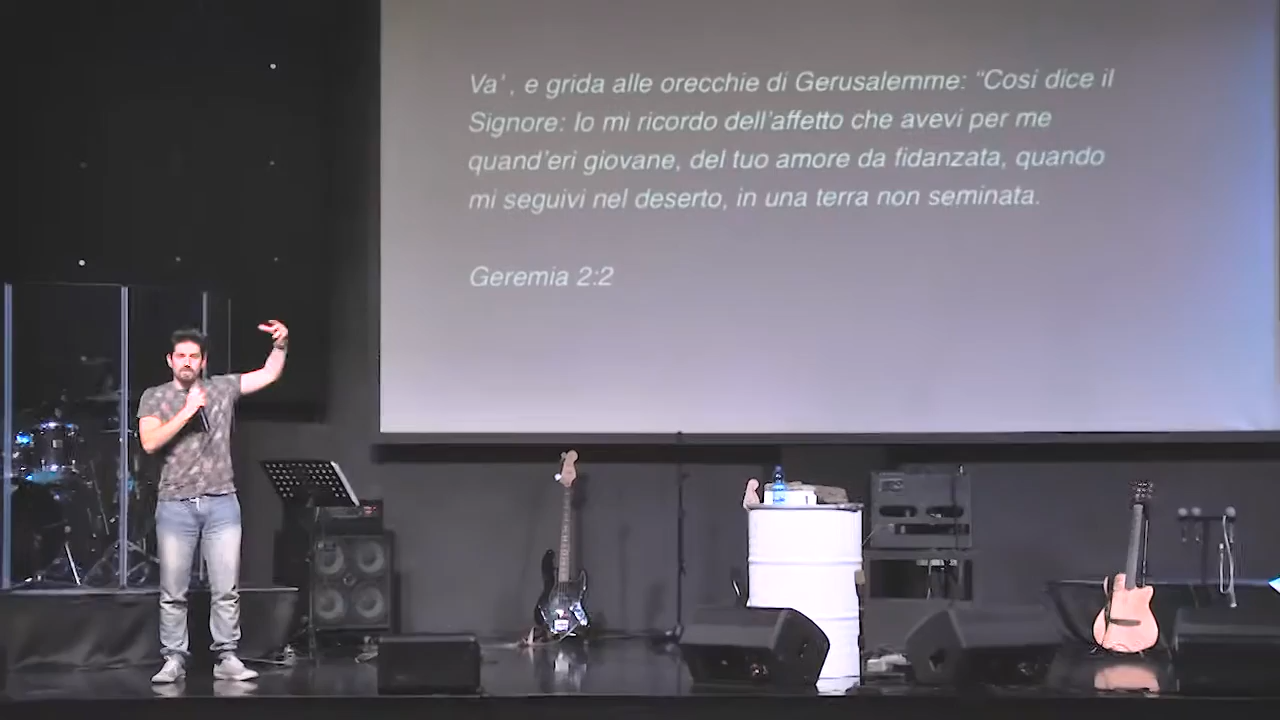 Va' , e grida alle orecchie di Gerusalemme: “Così dice il
Signore: Io mi ricordo dell'affetto che avevi per me
quand'eri giovane, del tuo amore da fidanzata, quando
mi seguivi nel deserto, in una terra non seminata.
Geremia 2:2